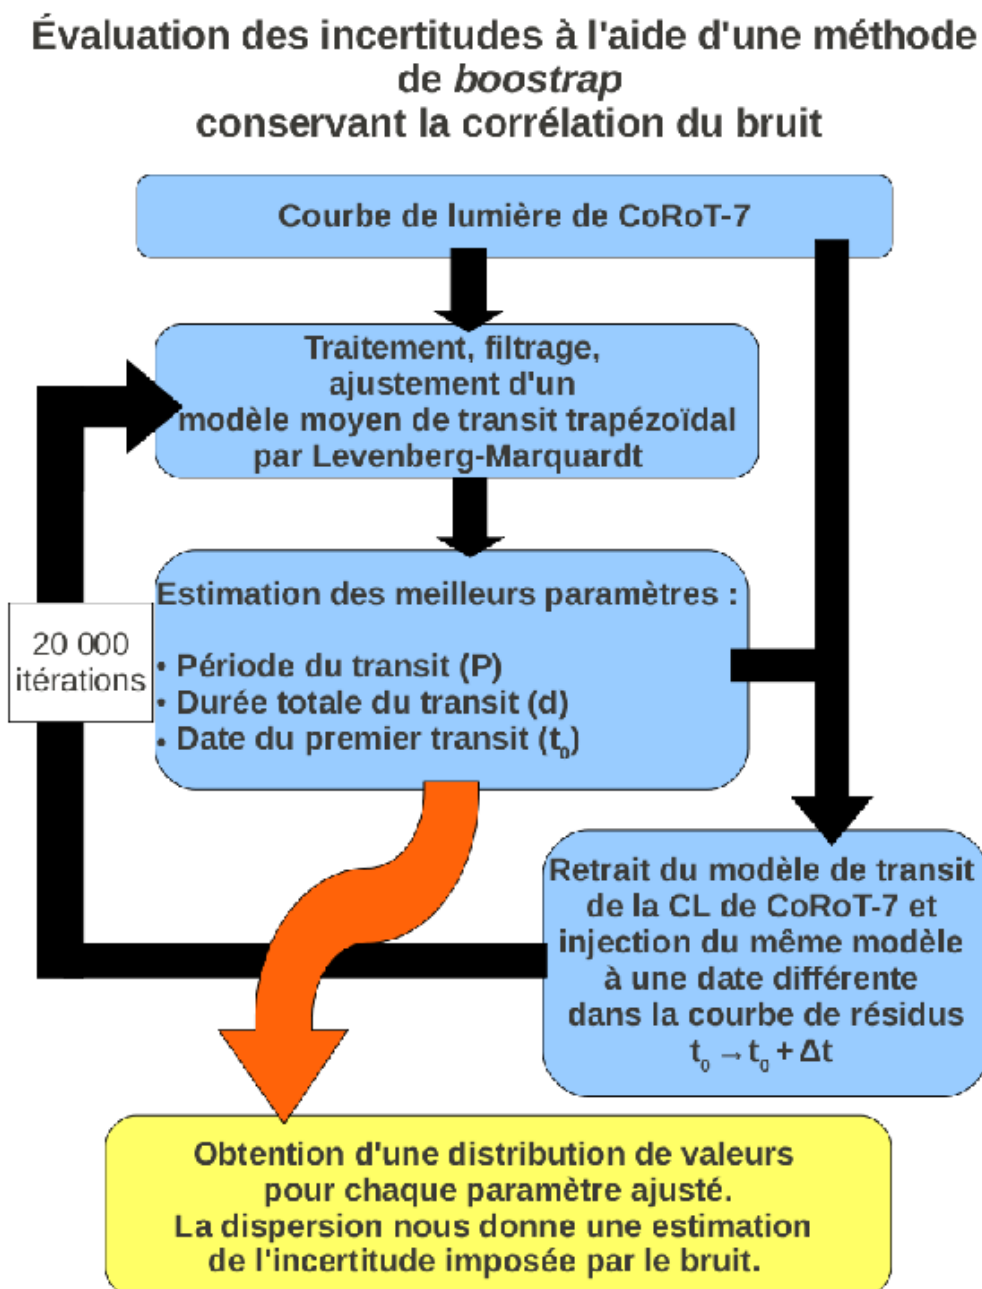 Évaluation des incertitudes à l'aide d'une méthode
de boostrap
conservant la corrélation du bruit
Courbe de lumière de CoRoT-7
Traitement, filtrage,
ajustement d'un
modèle moyen de transit trapézoïdal
par Levenberg-Marquardt
Estimation des meilleurs paramètres :
• Période du transit (P)
• Durée totale du transit (d)
• Date du premier transit (t₀)
20 000
itérations
Retrait du modèle de transit
de la CL de CoRoT-7 et
injection du même modèle
à une date différente
dans la courbe de résidus
t₀ → t₀ + Δt
Obtention d'une distribution de valeurs
pour chaque paramètre ajusté.
La dispersion nous donne une estimation
de l'incertitude imposée par le bruit.